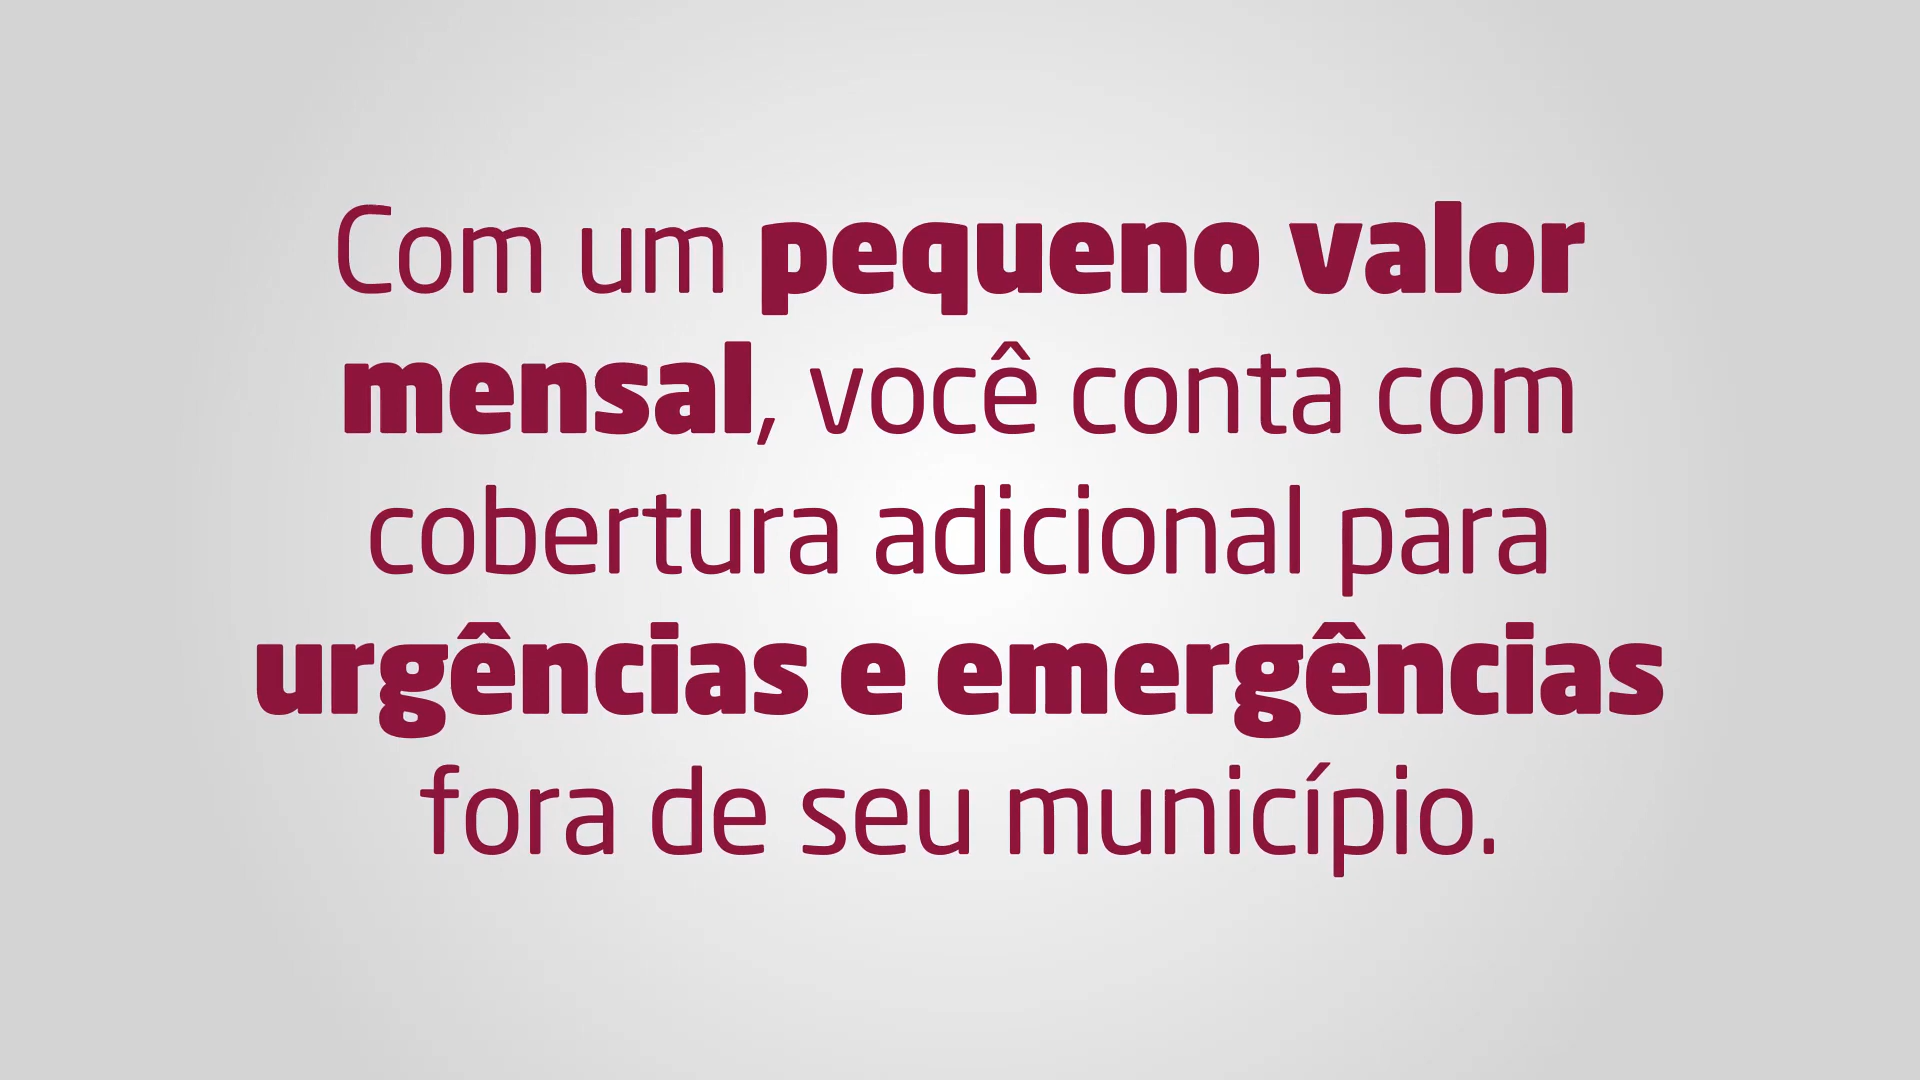 Com um pequeno valor
mensal, você conta com
cobertura adicional para
urgências e emergências
fora de seu município.